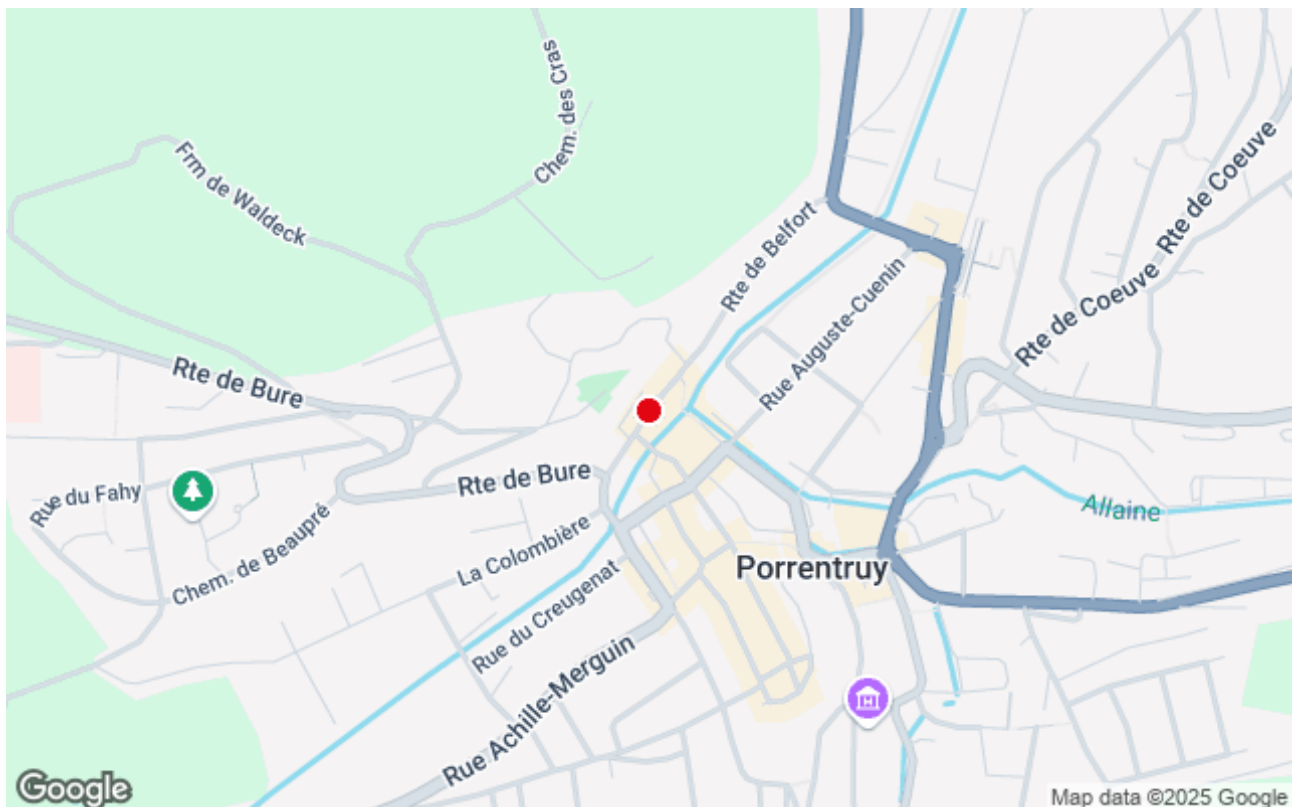 Chem. des Cras
Frm de Waldeck
Rte de Belfort
Rte de Coeuve
Rte de Coeuve
Rue Auguste-Cuenin
Rte de Bure
Rte de Bure
Rue du Fahy
Allaine
La Colombière
Chem. de Beaupré
Porrentruy
Rue du Creugenat
Rue Achille-Merguin
Google
Map data ©2025 Google